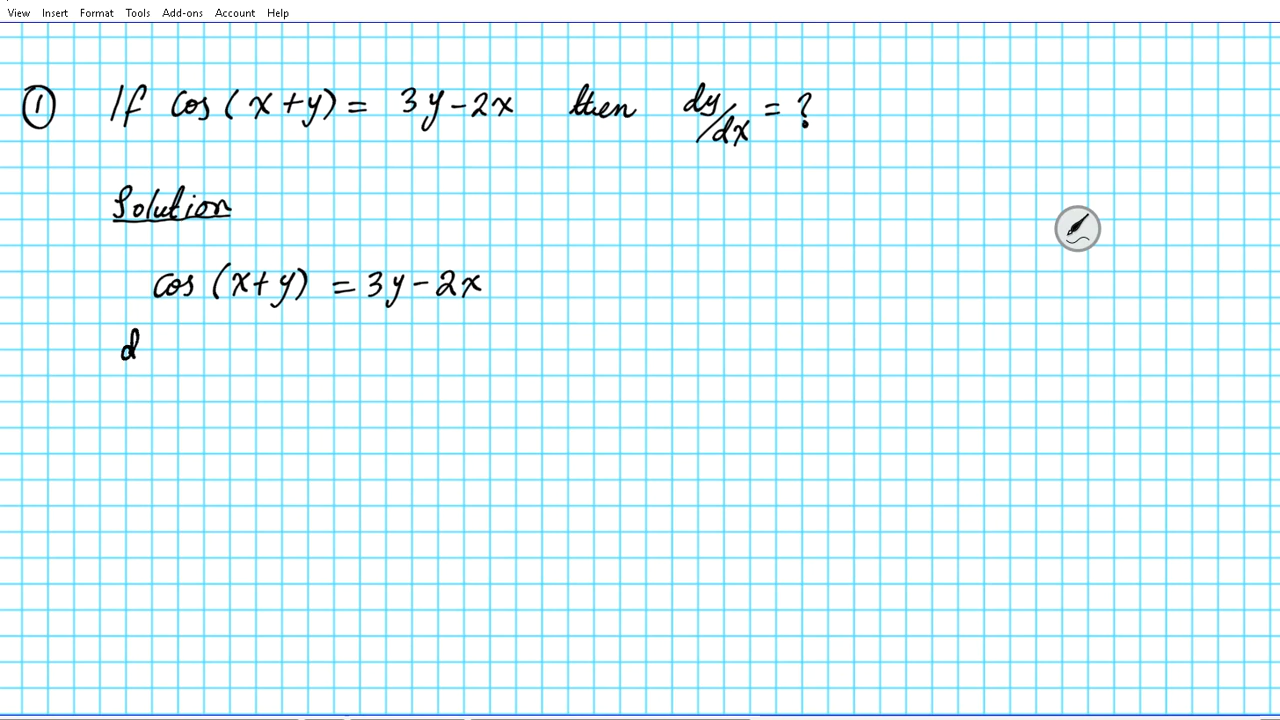 View Insert Format Tools Add-ons Account Help
① If cos(x+y) = 3y-2x then dy/dx = ?
Solution
cos (x+y) = 3y-2x
d